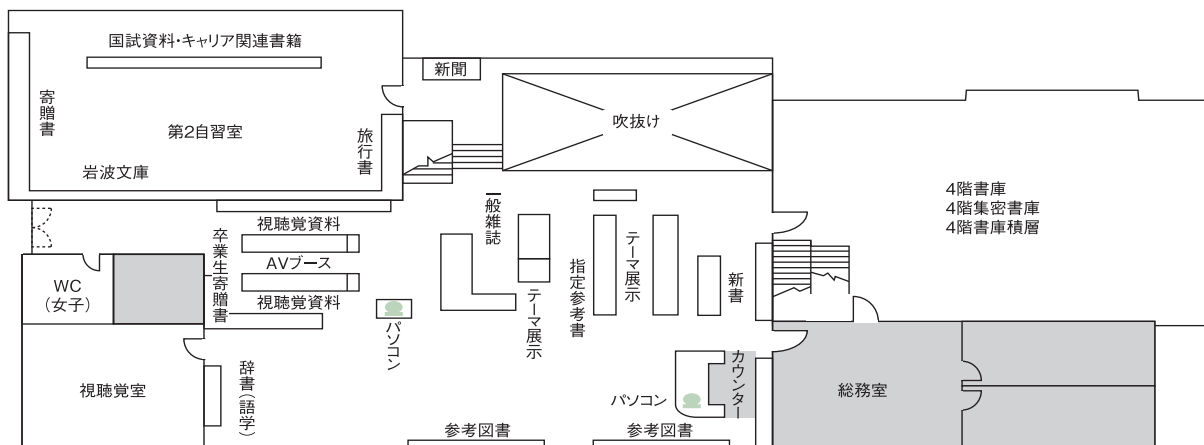 国試資料・キャリア関連書籍
寄贈書
第2自習室
岩波文庫
旅行書
新聞
吹抜け
4階書庫
4階集密書庫
4階書庫積層
視聴覚資料
AVブース
視聴覚資料
卒業生寄贈書
WC
（女子）
一般雑誌
テーマ展示
指定参考書
テーマ展示
新書
パソコン
視聴覚室
辞書（語学）
カウンター
パソコン
総務室
参考図書
参考図書